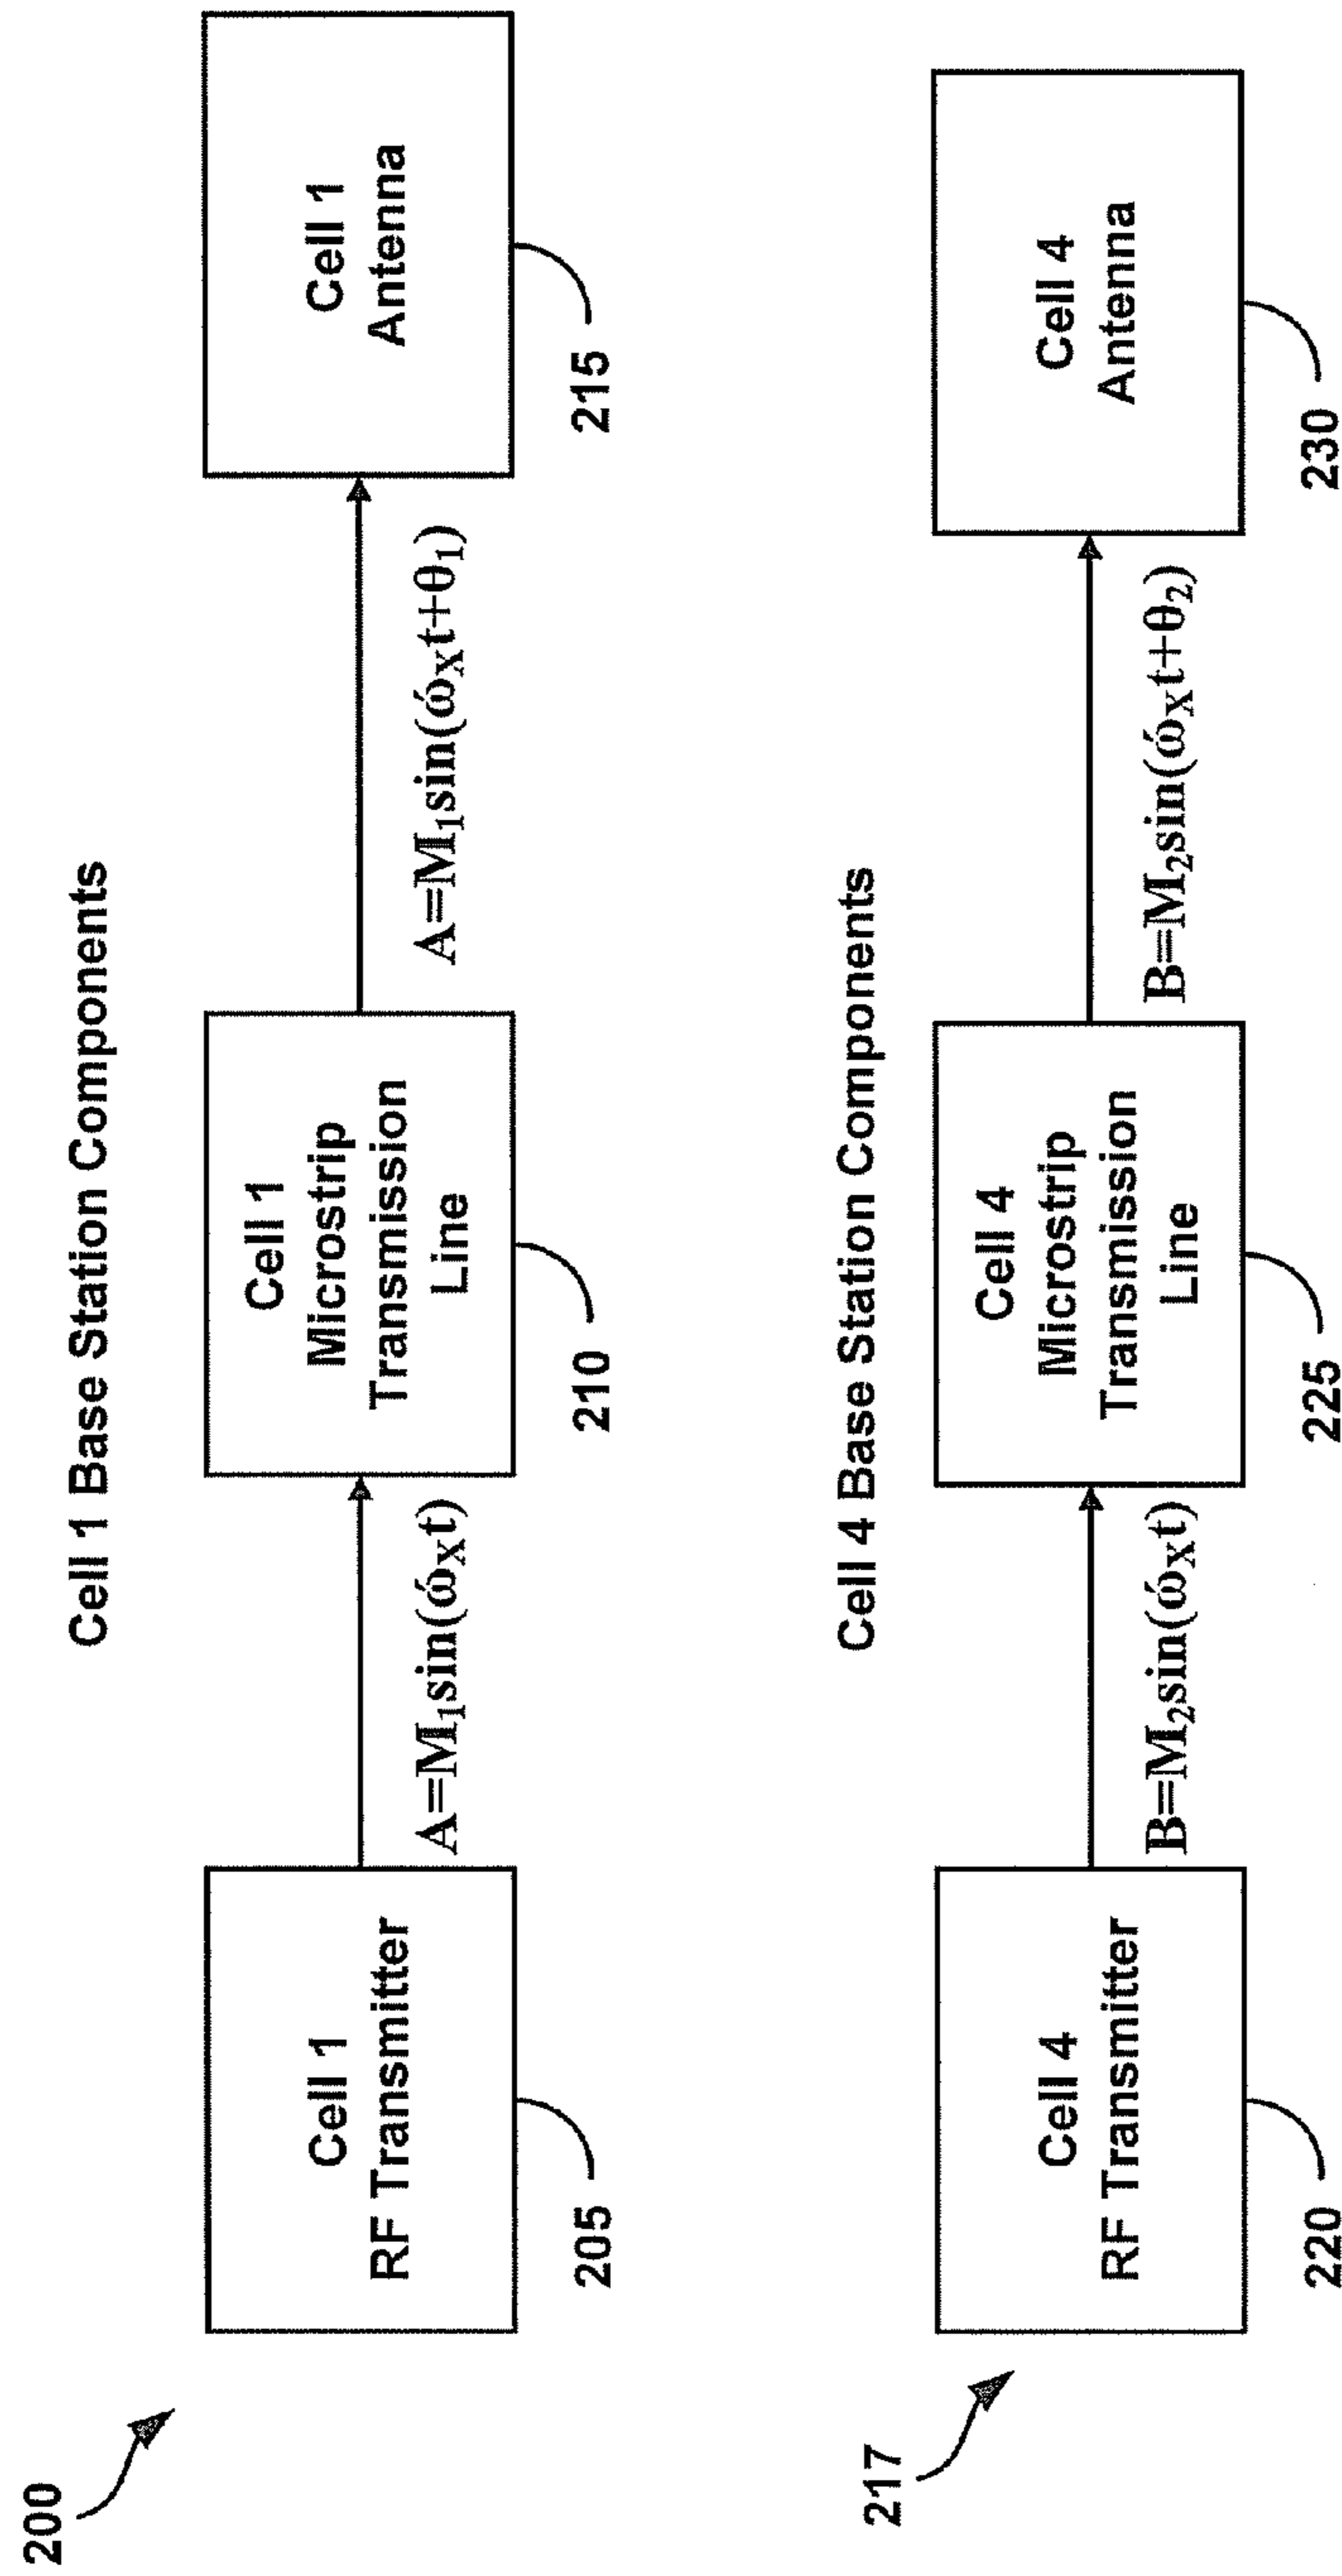 200
Cell 1 Base Station Components
Cell 1
RF Transmitter
205
A=M₁sin(ώₓt)
Cell 1
Microstrip
Transmission
Line
210
A=M₁sin(ώₓt+θ₁)
Cell 1
Antenna
215
217
Cell 4 Base Station Components
Cell 4
RF Transmitter
220
B=M₂sin(ώₓt)
Cell 4
Microstrip
Transmission
Line
225
B=M₂sin(ώₓt+θ₂)
Cell 4
Antenna
230